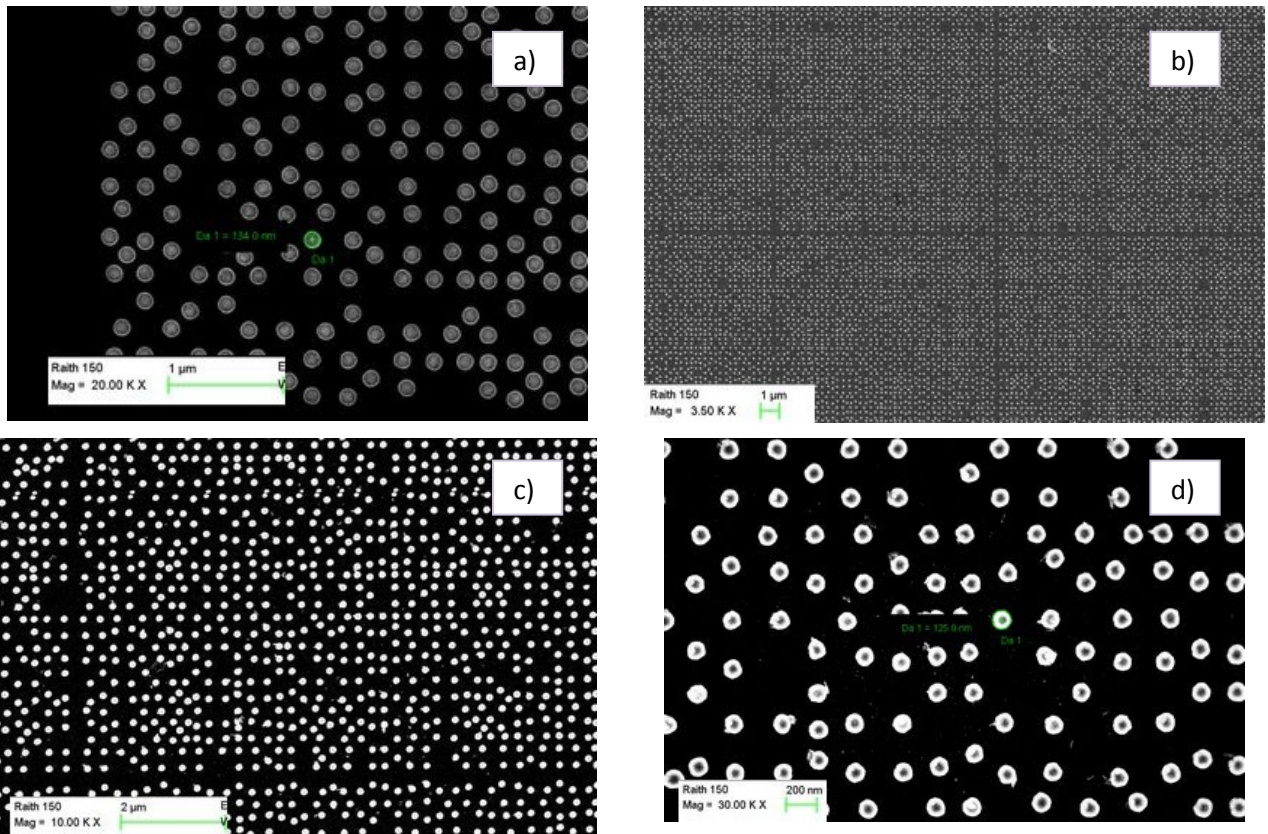 a)
Da 1 = 134.0 nm
Da 1
Raith 150
1 µm
E
Mag = 20.00 K X
V
b)
Raith 150
1 µm
Mag = 3.50 K X
c)
Raith 150
2 µm
E
Mag = 10.00 K X
V
d)
Da 1 = 125.0 nm
Da 1
Raith 150
200 nm
Mag = 30.00 K X